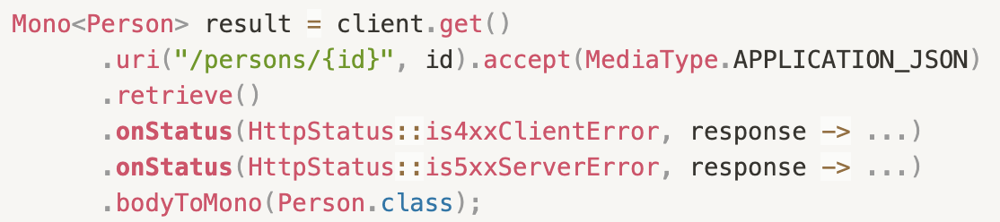 Mono<Person> result = client.get()
      .uri("/persons/{id}", id).accept(MediaType.APPLICATION_JSON)
      .retrieve()
      .onStatus(HttpStatus::is4xxClientError, response -> ...)
      .onStatus(HttpStatus::is5xxServerError, response -> ...)
      .bodyToMono(Person.class);